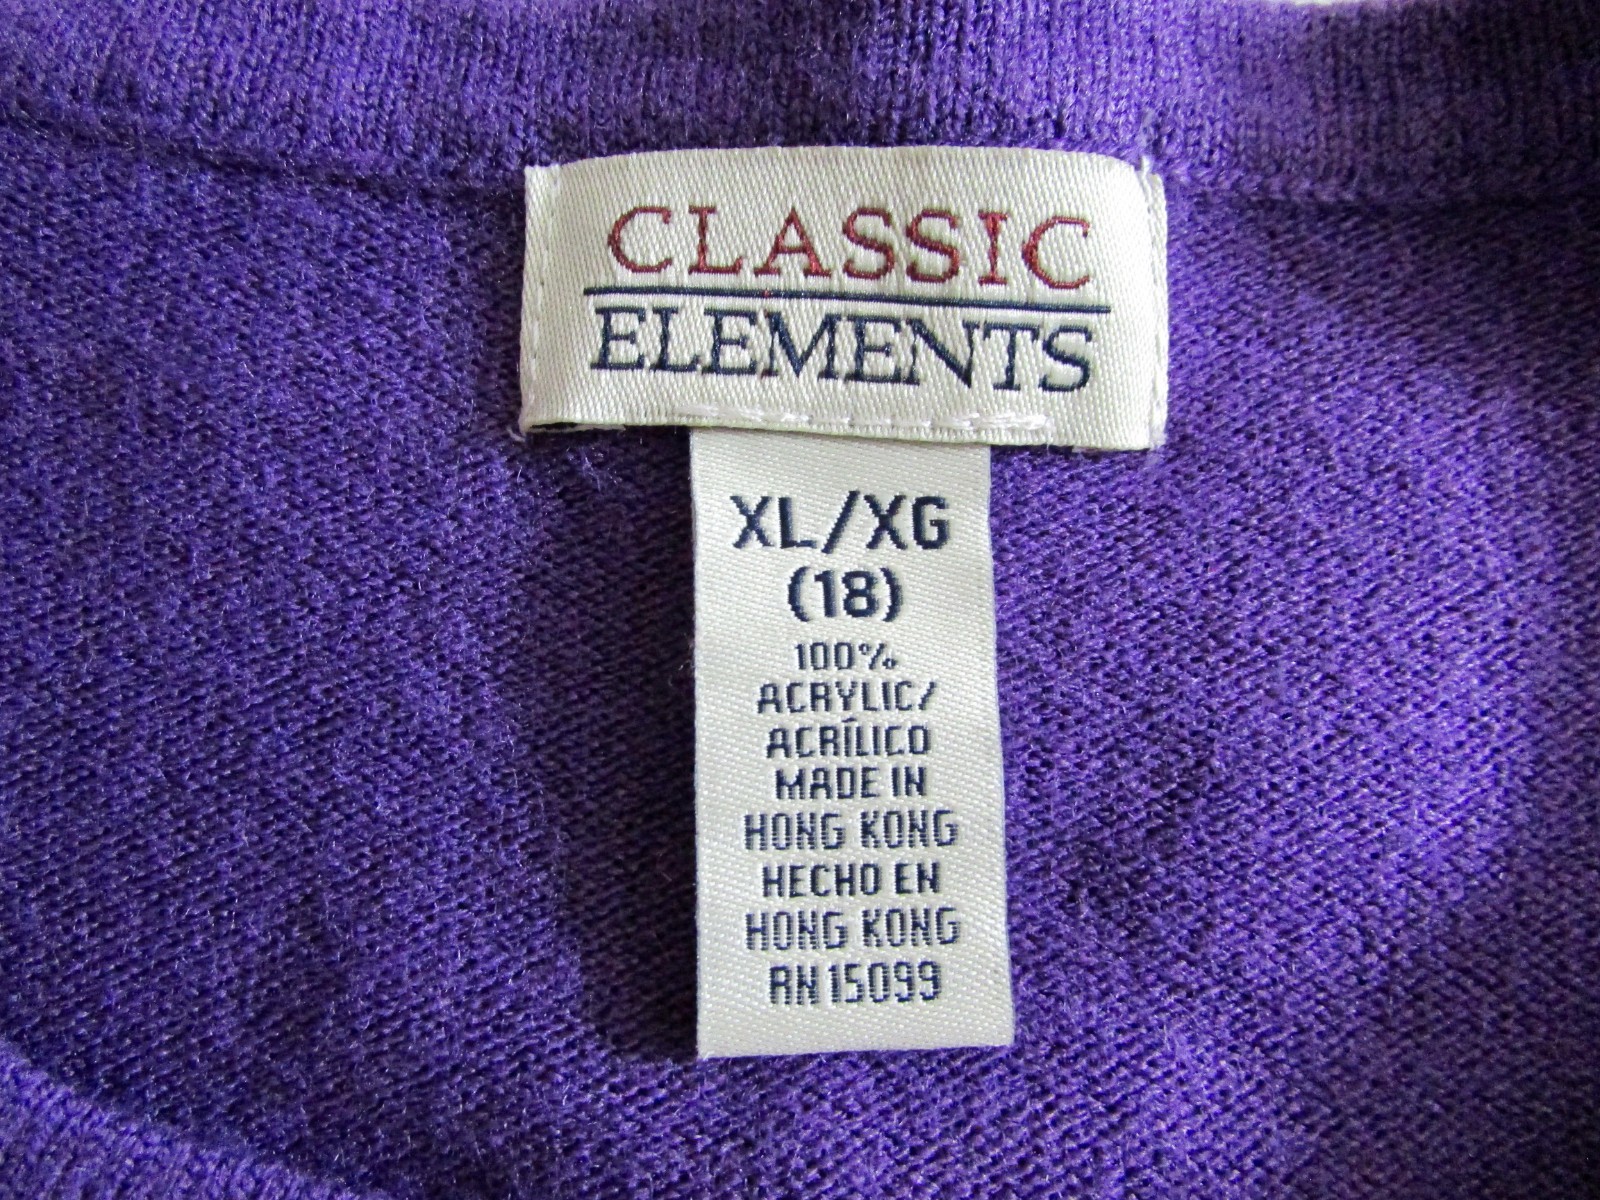 CLASSIC
ELEMENTS
XL/XG
(18)
100%
ACRYLIC/
ACRÍLICO
MADE IN
HONG KONG
HECHO EN
HONG KONG
RN 15099